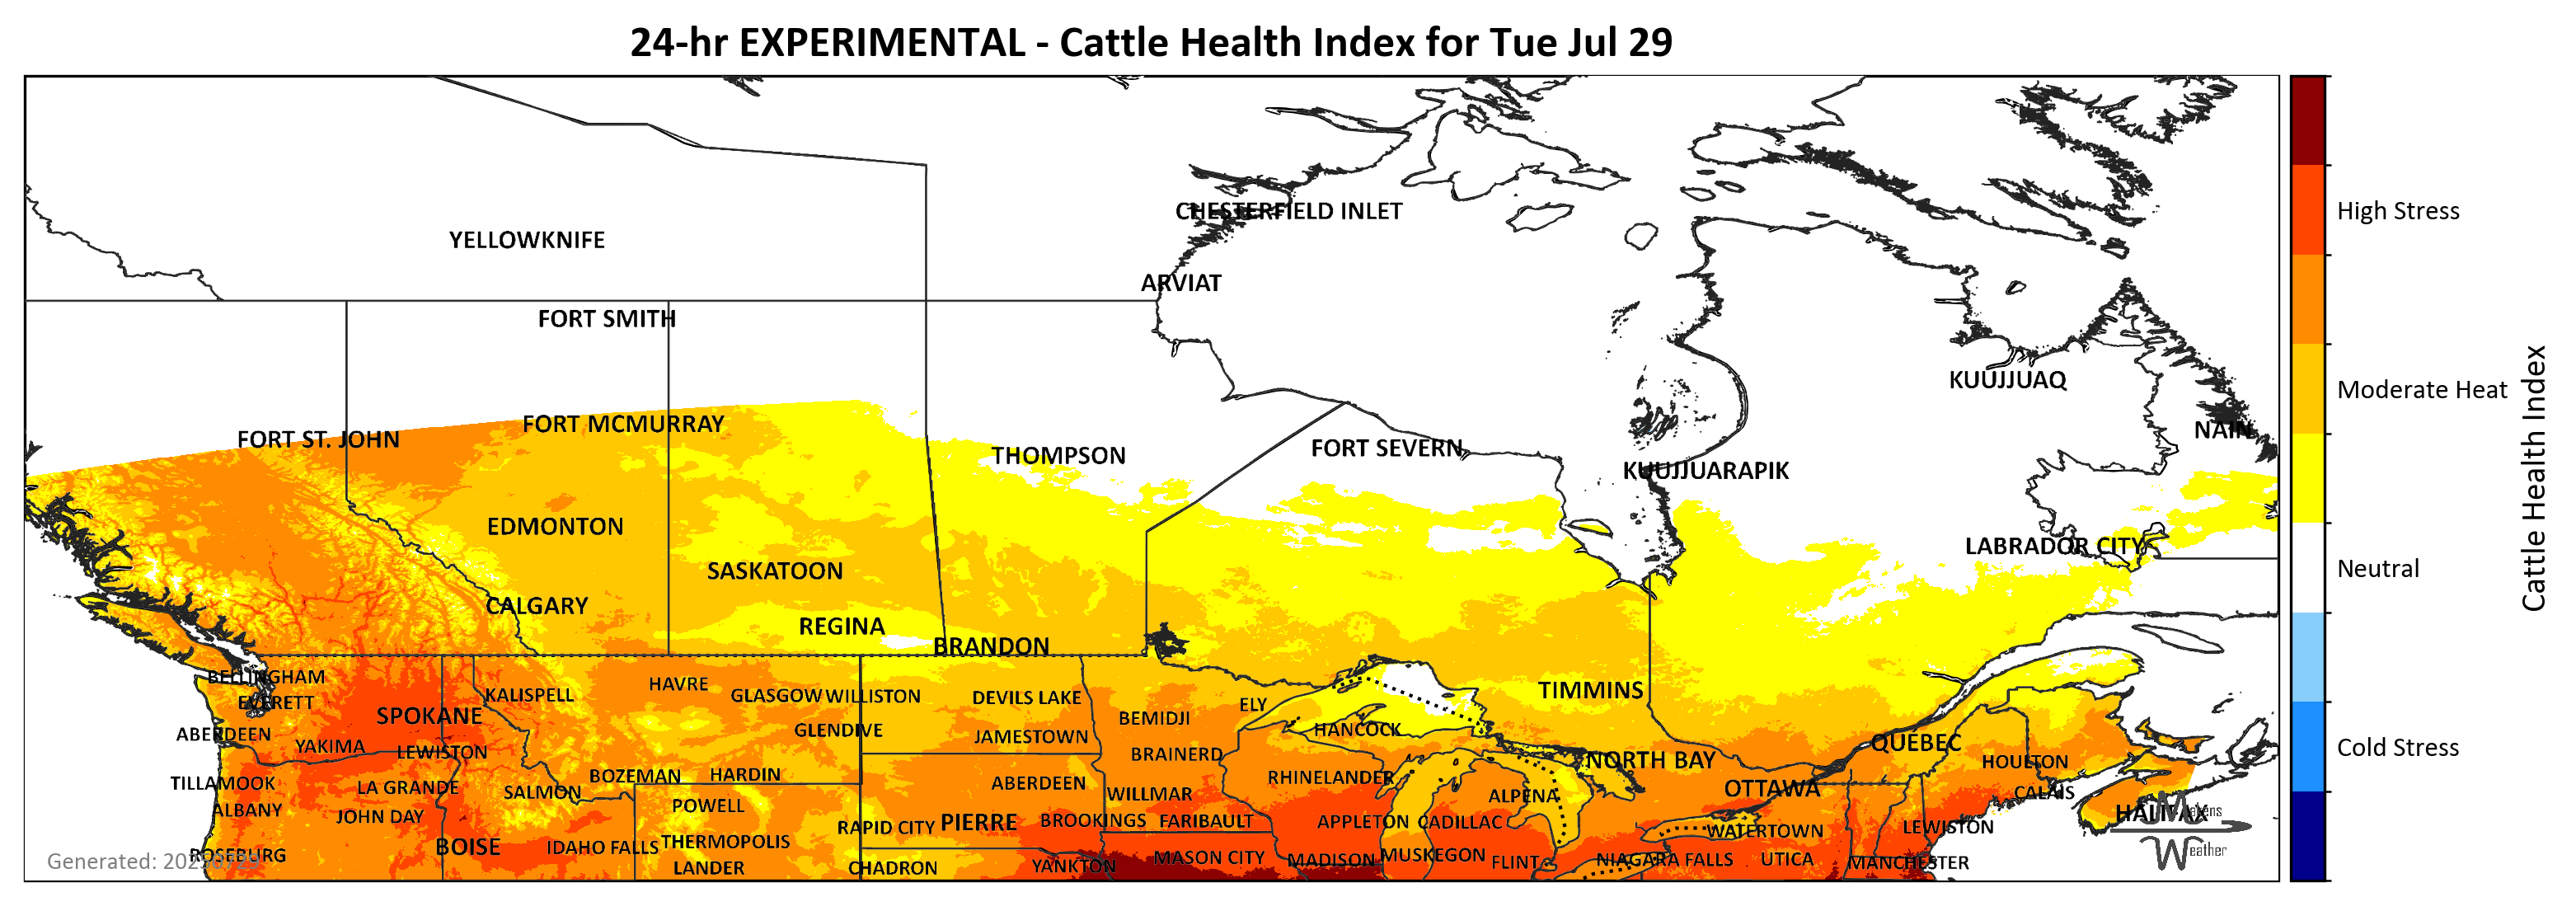 24-hr EXPERIMENTAL - Cattle Health Index for Tue Jul 29
CHESTERFIELD INLET
YELLOWKNIFE
ARVIAT
FORT SMITH
KUUJJUAQ
FORT MCMURRAY
NAIN
FORT ST. JOHN
FORT SEVERN
THOMPSON
KUUJJUARAPIK
EDMONTON
LABRADOR CITY
SASKATOON
CALGARY
REGINA
BRANDON
BELLINGHAM
HAVRE
TIMMINS
KALISPELL
GLASGOW
WILLISTON
DEVILS LAKE
EVERETT
ELY
SPOKANE
BEMIDJI
GLENDIVE
HANCOCK
ABERDEEN
JAMESTOWN
QUEBEC
YAKIMA
LEWISTON
BRAINERD
NORTH BAY
HOULTON
BOZEMAN
HARDIN
RHINELANDER
TILLAMOOK
LA GRANDE
ABERDEEN
OTTAWA
SALMON
WILLMAR
ALPENA
CALAIS
POWELL
ALBANY
JOHN DAY
HALIFAX
PIERRE
BROOKINGS
FARIBAULT
APPLETON
CADILLAC
RAPID CITY
LEWISTON
WATERTOWN
THERMOPOLIS
BOISE
IDAHO FALLS
ROSEBURG
MASON CITY
MADISON
MUSKEGON
NIAGARA FALLS
UTICA
FLINT
MANCHESTER
YANKTON
LANDER
CHADRON
Makens
Weather
Generated:
High Stress
Moderate Heat
Neutral
Cold Stress
Cattle Health Index